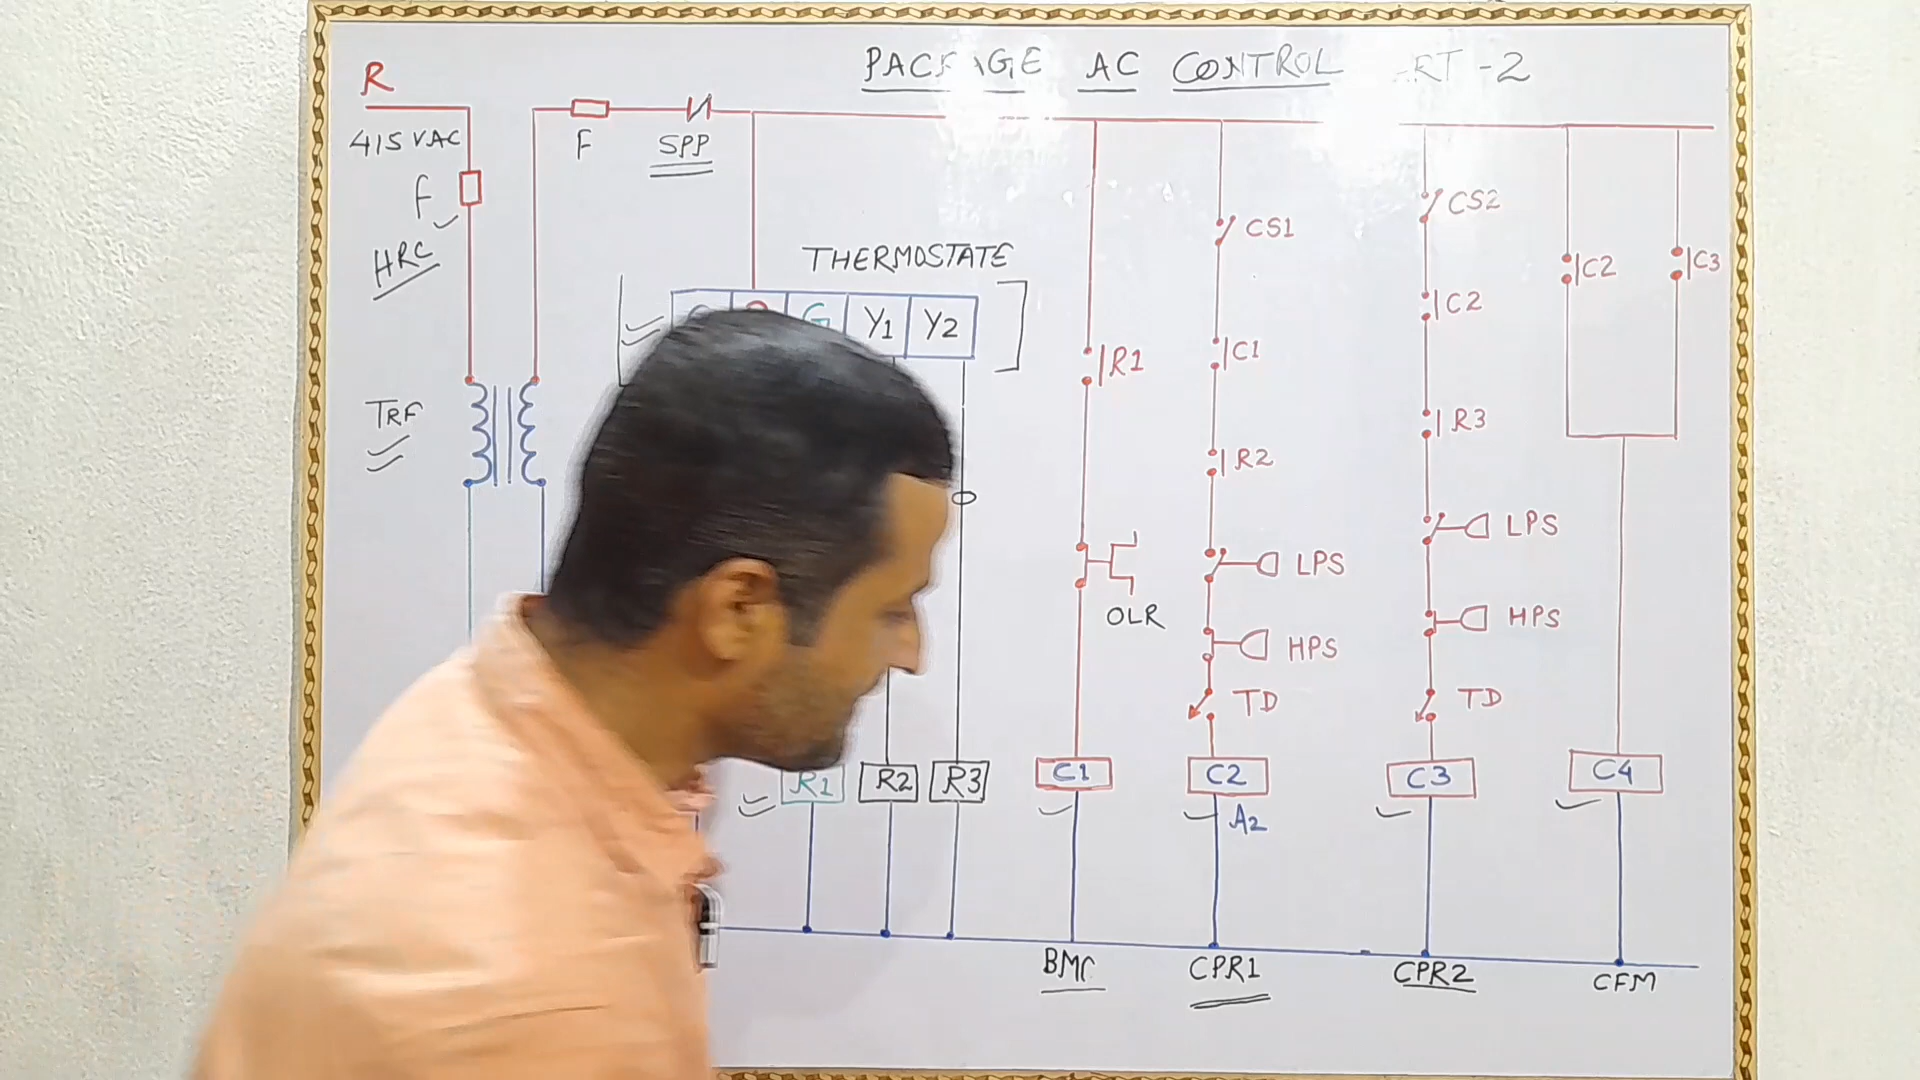 PACKAGE AC CONTROL RT-2
R
415 VAC
F
SPP
F
HRC
THERMOSTATE
Y1 Y2
TRF
CS1
CS2
C2
C3
R1
C1
C2
R2
R3
LPS
LPS
OLR
HPS
HPS
TD
TD
R1
R2
R3
C1
C2
C3
C4
A2
BMC
CPR1
CPR2
CFM